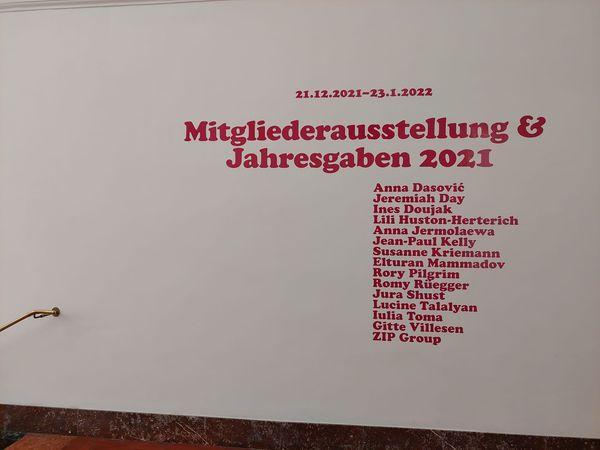 21.12.2021–23.1.2022
Mitgliederausstellung &
Jahresgaben 2021
Anna Dasović
Jeremiah Day
Ines Doujak
Lili Huston-Herterich
Anna Jermolaewa
Jean-Paul Kelly
Susanne Kriemann
Elturan Mammadov
Rory Pilgrim
Romy Rüegger
Jura Shust
Lucine Talalyan
Iulia Toma
Gitte Villesen
ZIP Group